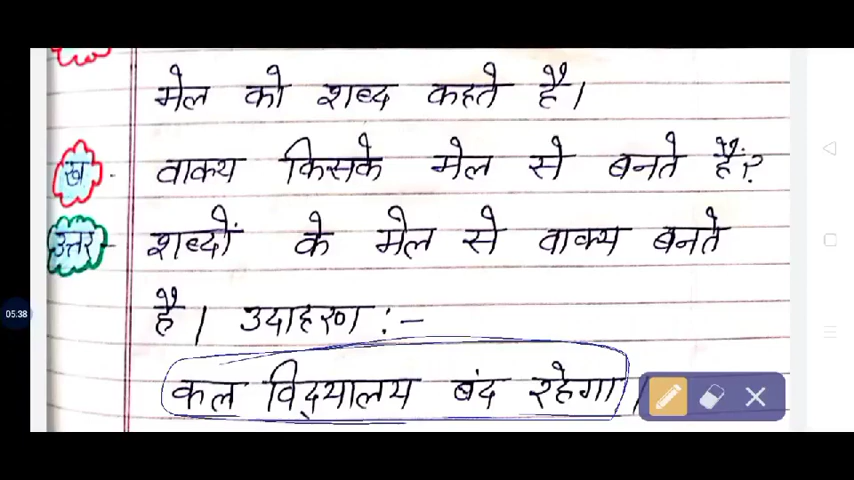 मेल को शब्द कहते है।
ख - वाक्य किसके मेल से बनते हैं?
उत्तर - शब्दों के मेल से वाक्य बनते
है। उदाहरण :-
कल विद्यालय बंद रहेगा।
05.38